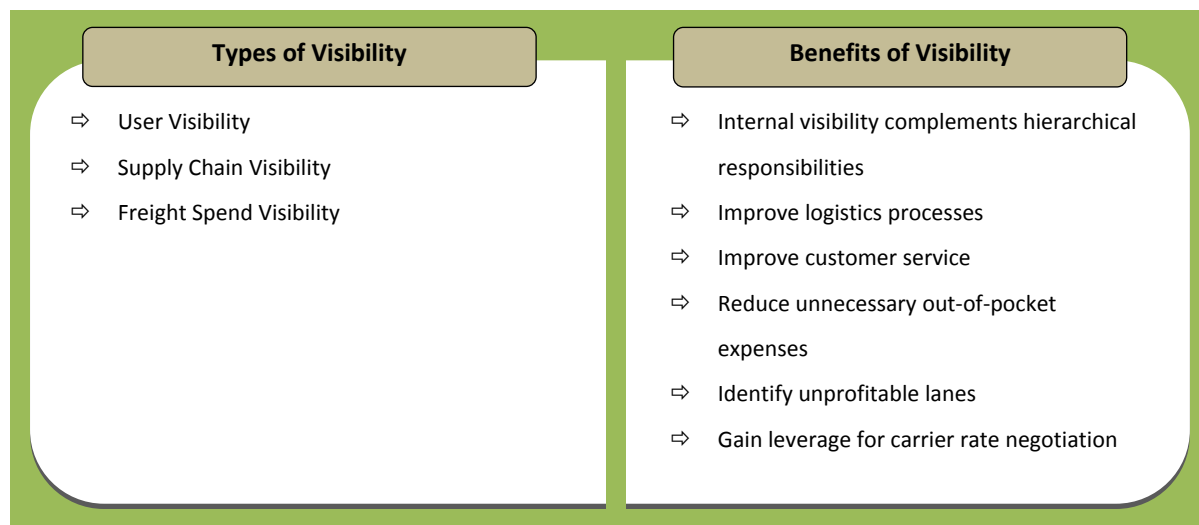 Types of Visibility
⇨ User Visibility
⇨ Supply Chain Visibility
⇨ Freight Spend Visibility
Benefits of Visibility
⇨ Internal visibility complements hierarchical
responsibilities
⇨ Improve logistics processes
⇨ Improve customer service
⇨ Reduce unnecessary out-of-pocket
expenses
⇨ Identify unprofitable lanes
⇨ Gain leverage for carrier rate negotiation